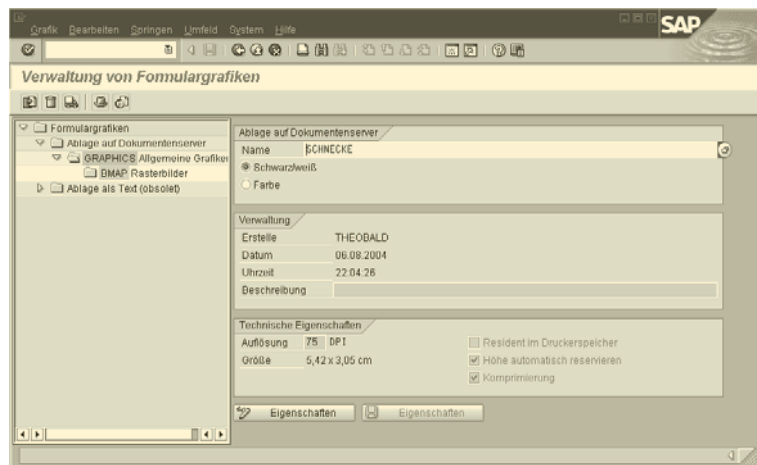 Grafik Bearbeiten Springen Umfeld System Hilfe
SAP
Verwaltung von Formulargrafiken
Formulargrafiken
Ablage auf Dokumentenserver
GRAPHICS Allgemeine Grafiken
BMAP Rasterbilder
Ablage als Text (obsolet)
Ablage auf Dokumentenserver
Name SCHNECKE
Schwarz/weiß
Farbe
Verwaltung
Erstelle THEOBALD
Datum 06.08.2004
Uhrzeit 22:04:26
Beschreibung
Technische Eigenschaften
Auflösung 75 DPI
Größe 5,42 x 3,05 cm
Resident im Druckerspeicher
Höhe automatisch reservieren
Komprimierung
Eigenschaften Eigenschaften